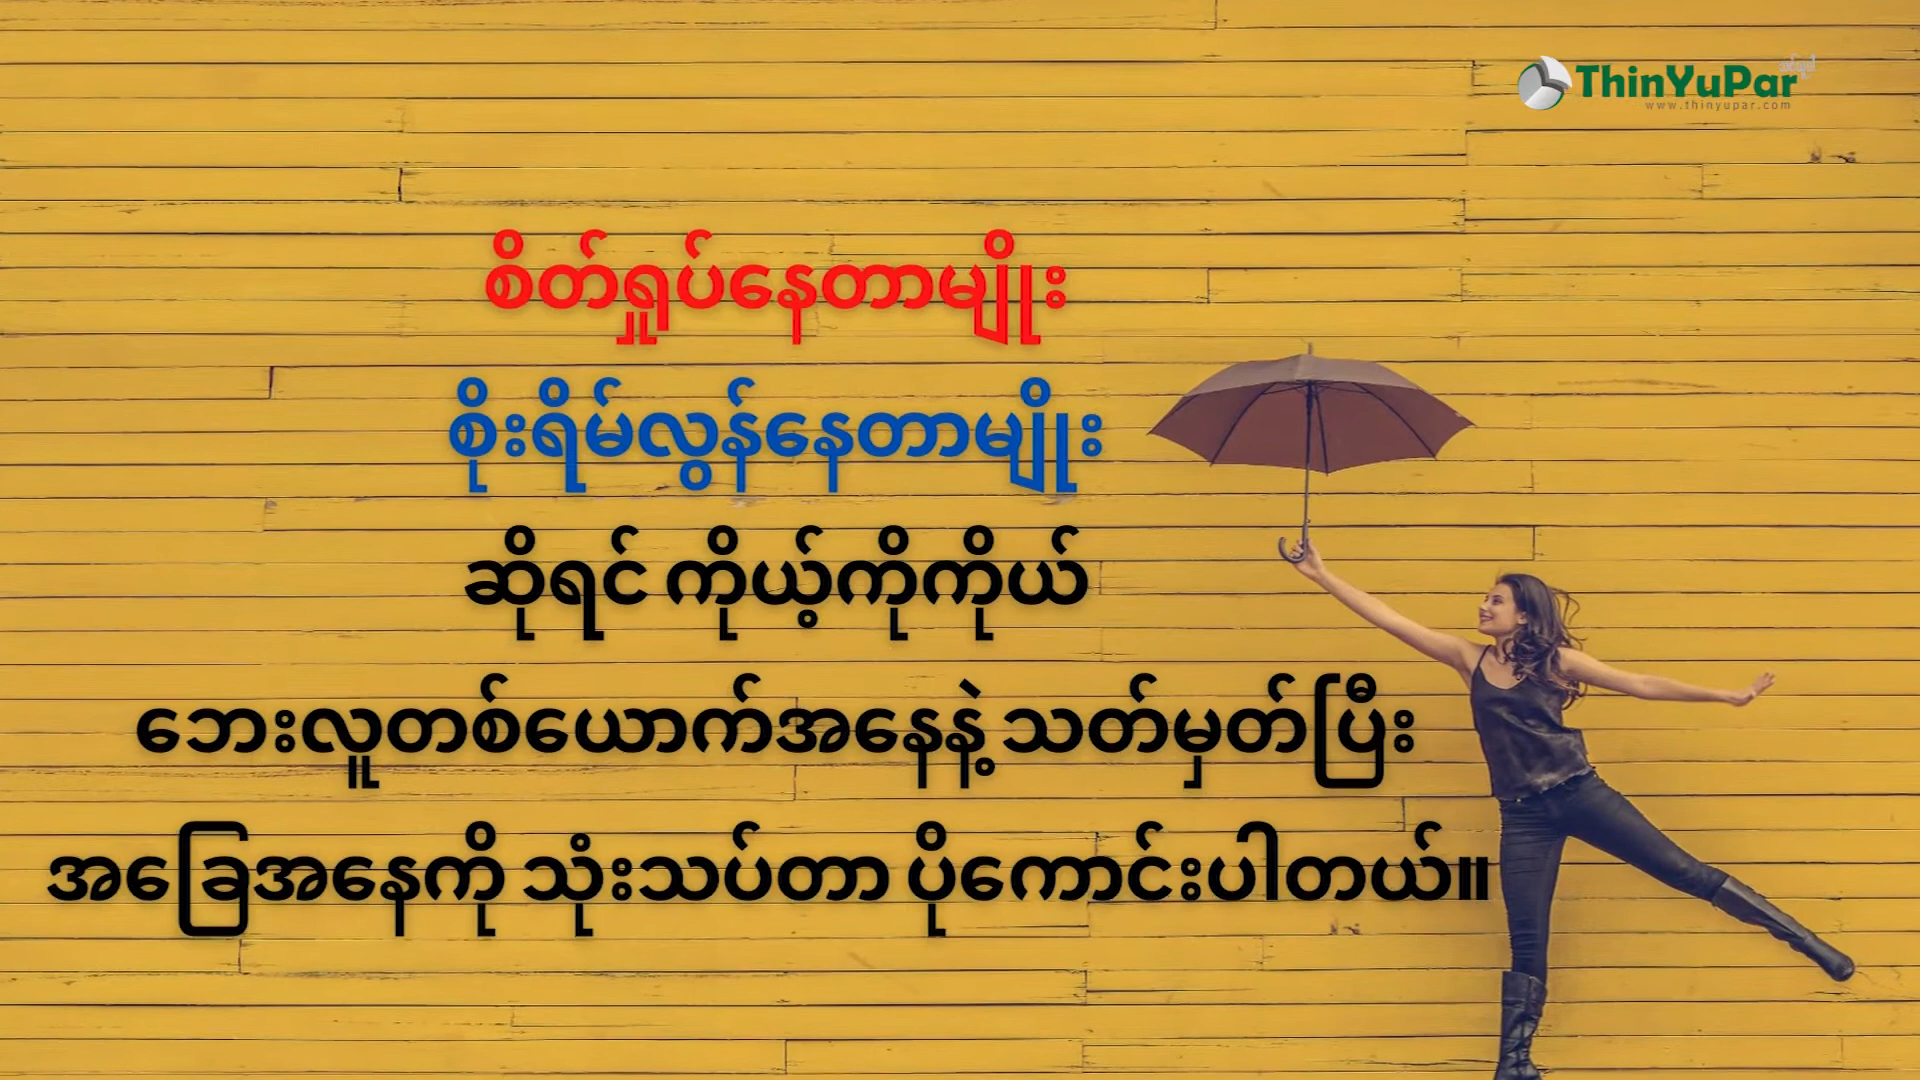 ThinYuPar
www.thinyupar.com
စိတ်ရှုပ်နေတာမျိုး
စိုးရိမ်လွန်နေတာမျိုး
ဆိုရင် ကိုယ့်ကိုကိုယ်
ဘေးလူတစ်ယောက်အနေနဲ့ သတ်မှတ်ပြီး
အခြေအနေကို သုံးသပ်တာ ပိုကောင်းပါတယ်။